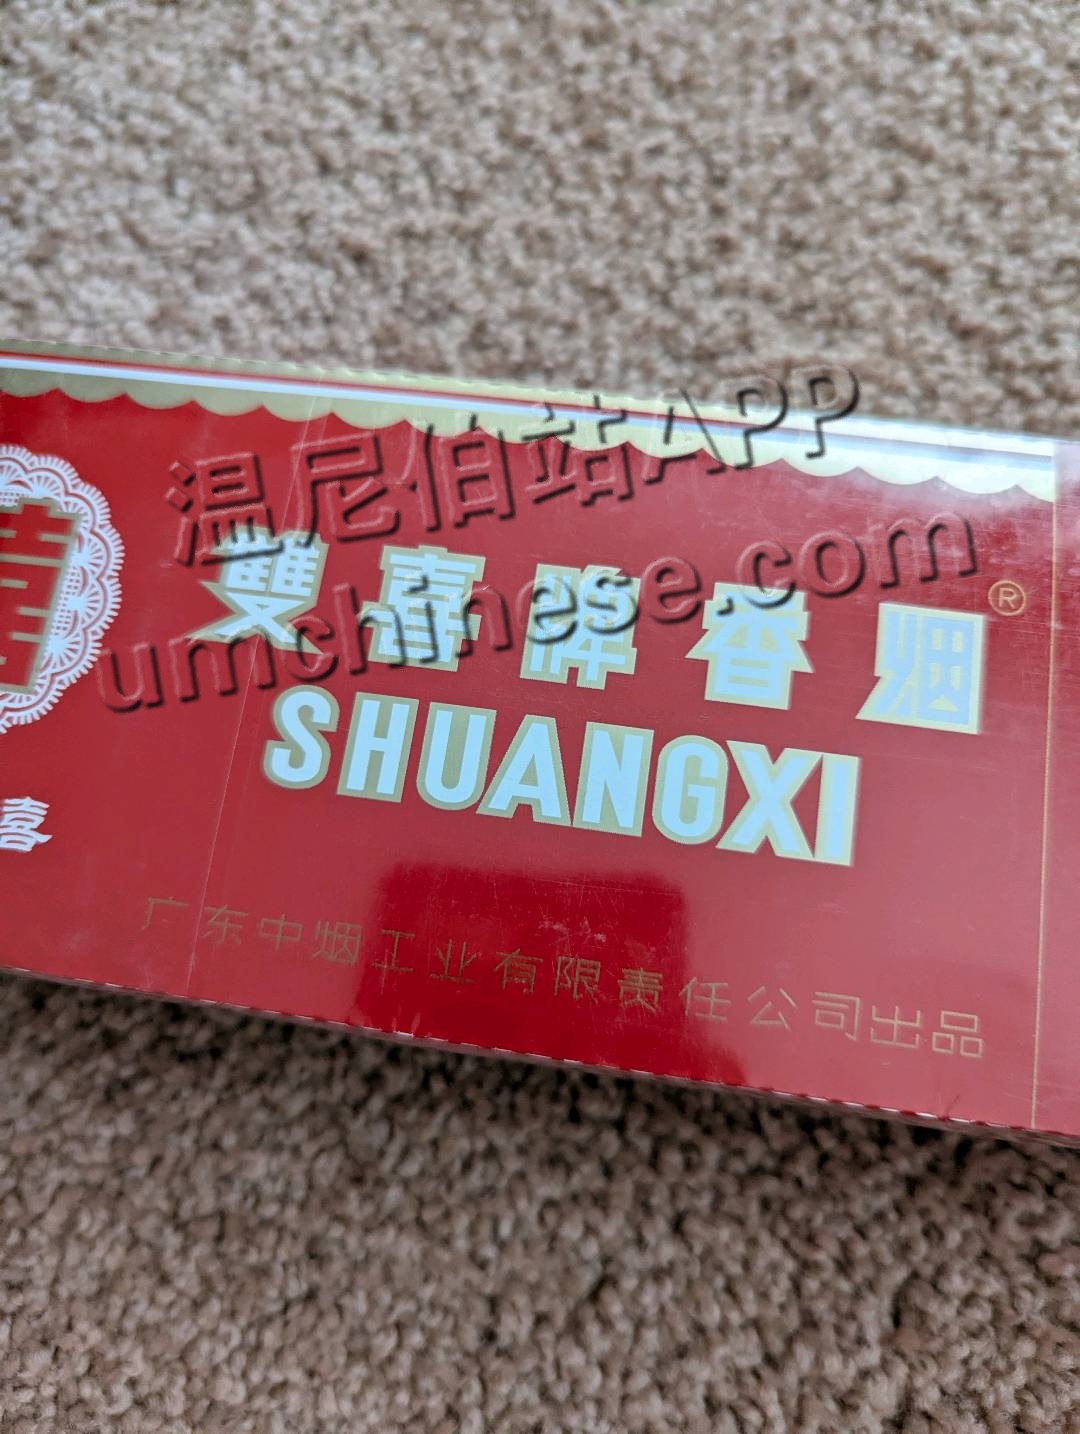 温尼伯站APP
umchinese.com
雙喜牌香烟®
SHUANGXI
喜
广东中烟工业有限责任公司出品